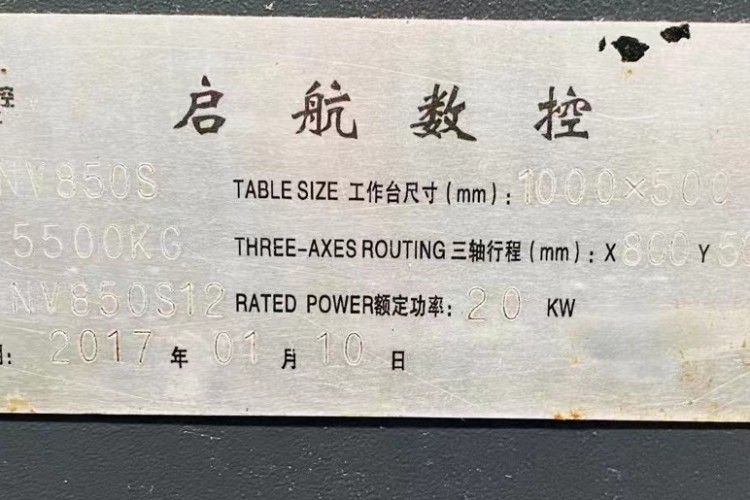 控
启航数控
NV850S TABLE SIZE 工作台尺寸(mm): 1000×500
5500KG THREE-AXES ROUTING 三轴行程(mm): X 800 Y 5
NV850S12 RATED POWER额定功率: 20 KW
: 2017 年 01 月 10 日